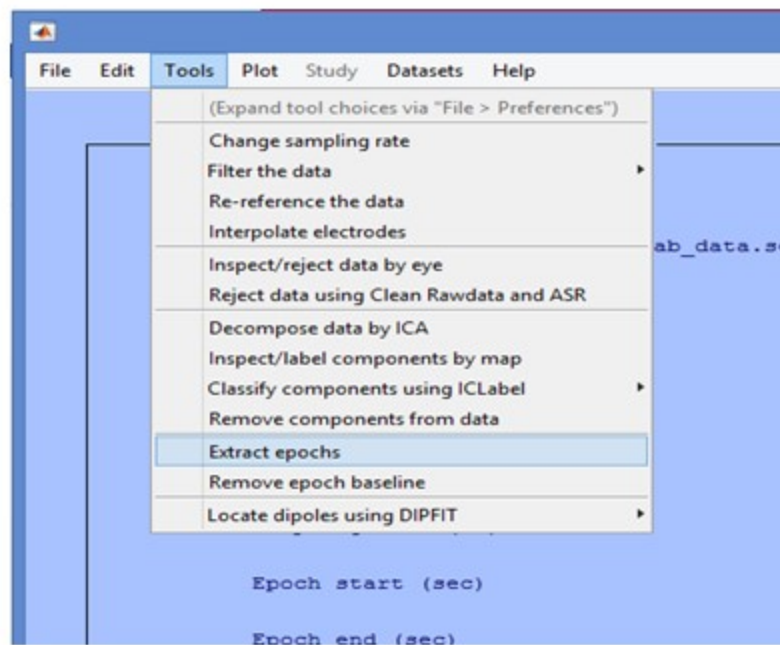 File Edit Tools Plot Study Datasets Help
(Expand tool choices via "File > Preferences")
Change sampling rate
Filter the data
Re-reference the data
Interpolate electrodes
ab_data.s
Inspect/reject data by eye
Reject data using Clean Rawdata and ASR
Decompose data by ICA
Inspect/label components by map
Classify components using ICLabel
Remove components from data
Extract epochs
Remove epoch baseline
Locate dipoles using DIPFIT
Epoch start (sec)
Epoch end (sec)